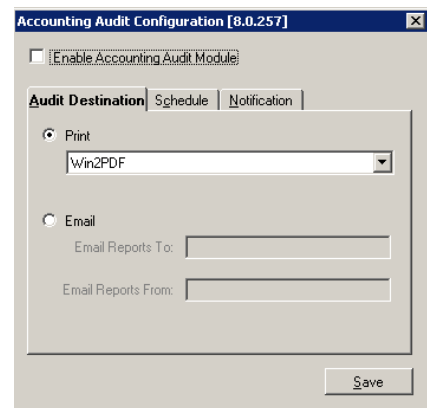 Accounting Audit Configuration [8.0.257]
Enable Accounting Audit Module
Audit Destination Schedule Notification
Print
Win2PDF
Email
Email Reports To:
Email Reports From:
Save